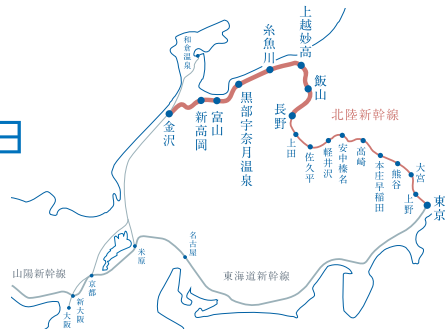 日
和倉温泉
糸魚川
上越妙高
飯山
黒部宇奈月温泉
富山
新高岡
金沢
長野
北陸新幹線
上田
佐久平
軽井沢
安中榛名
高崎
本庄早稲田
熊谷
大宮
上野
東京
名古屋
米原
東海道新幹線
山陽新幹線
京都
新大阪
大阪